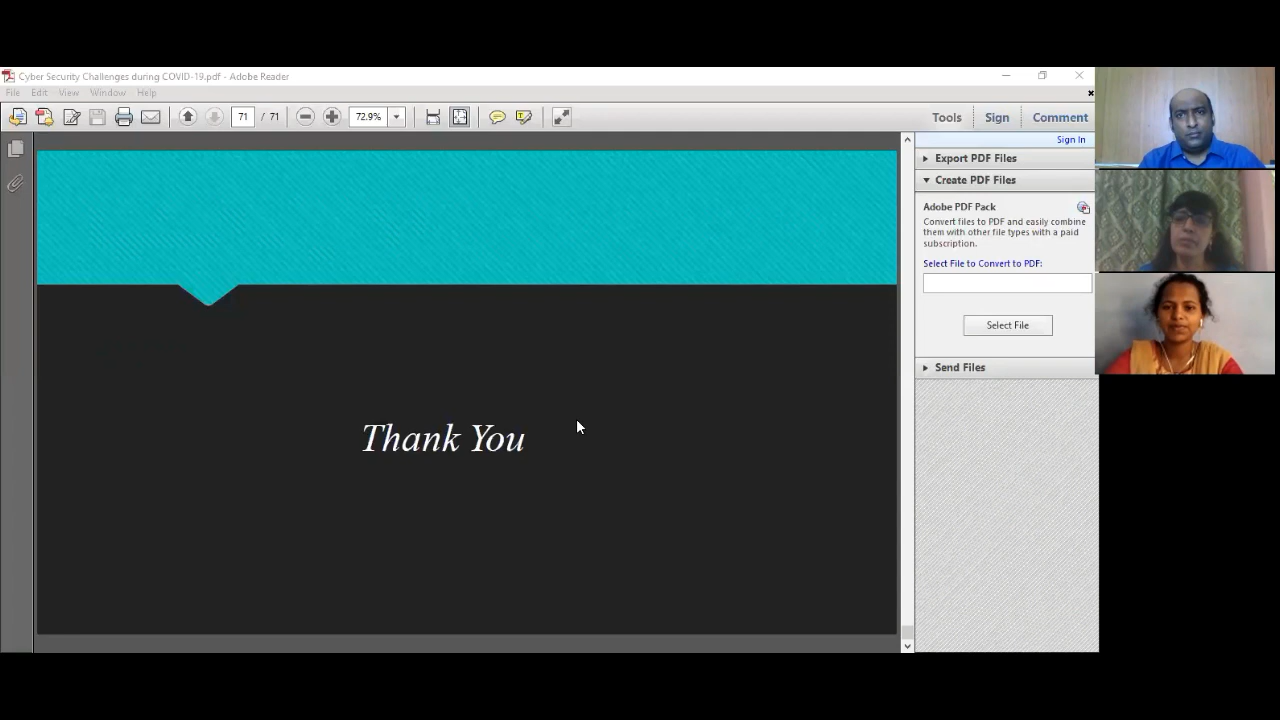 Cyber Security Challenges during COVID-19.pdf - Adobe Reader
File Edit View Window Help
71 / 71 72.9% Tools Sign Comment
Sign In
Export PDF Files
Create PDF Files
Adobe PDF Pack
Convert files to PDF and easily combine
them with other file types with a paid
subscription.
Select File to Convert to PDF:
Select File
Send Files
Thank You